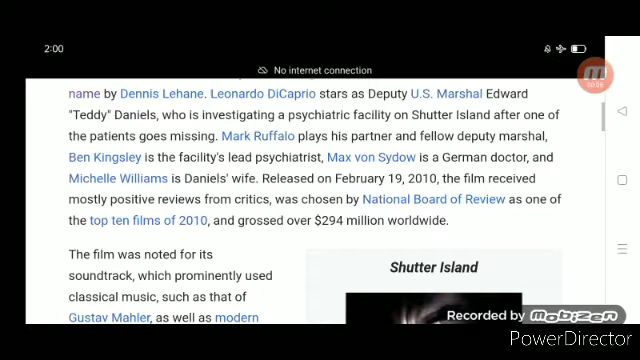 2:00
No internet connection
name by Dennis Lehane. Leonardo DiCaprio stars as Deputy U.S. Marshal Edward
"Teddy" Daniels, who is investigating a psychiatric facility on Shutter Island after one of
the patients goes missing. Mark Ruffalo plays his partner and fellow deputy marshal,
Ben Kingsley is the facility's lead psychiatrist, Max von Sydow is a German doctor, and
Michelle Williams is Daniels' wife. Released on February 19, 2010, the film received
mostly positive reviews from critics, was chosen by National Board of Review as one of
the top ten films of 2010, and grossed over $294 million worldwide.
The film was noted for its
soundtrack, which prominently used
classical music, such as that of
Gustav Mahler, as well as modern
Shutter Island
Recorded by Mobizen
PowerDirector